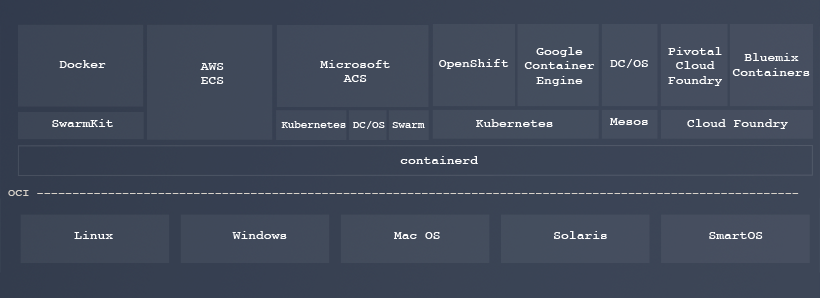 Docker
AWS
ECS
Microsoft
ACS
OpenShift
Google
Container
Engine
DC/OS
Pivotal
Cloud
Foundry
Bluemix
Containers
SwarmKit
Kubernetes
DC/OS
Swarm
Kubernetes
Mesos
Cloud Foundry
containerd
OCI
Linux
Windows
Mac OS
Solaris
SmartOS